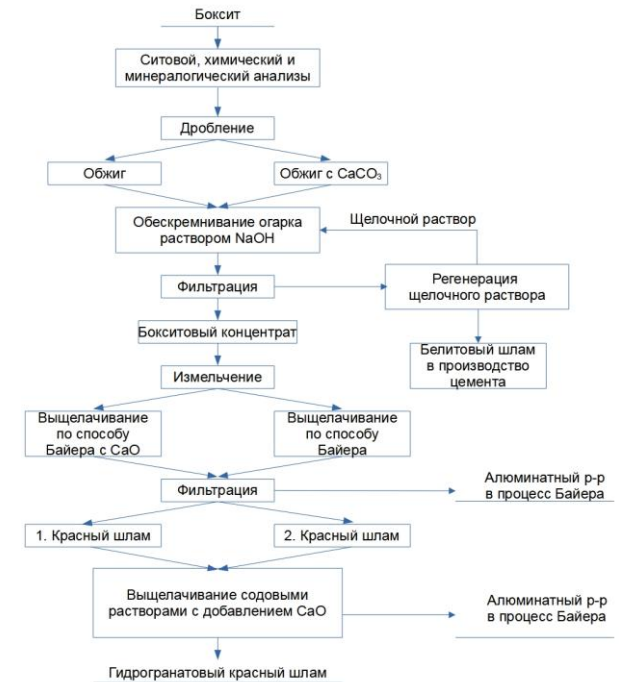 Боксит
Ситовой, химический и
минералогический анализы
Дробление
Обжиг
Обжиг с CaCO₃
Обескремнивание огарка
раствором NaOH
Щелочной раствор
Фильтрация
Регенерация
щелочного раствора
Бокситовый концентрат
Белитовый шлам
в производство
цемента
Измельчение
Выщелачивание
по способу
Байера с CaO
Выщелачивание
по способу
Байера
Фильтрация
Алюминатный р-р
в процесс Байера
1. Красный шлам
2. Красный шлам
Выщелачивание содовыми
растворами с добавлением CaO
Алюминатный р-р
в процесс Байера
Гидрогранатовый красный шлам